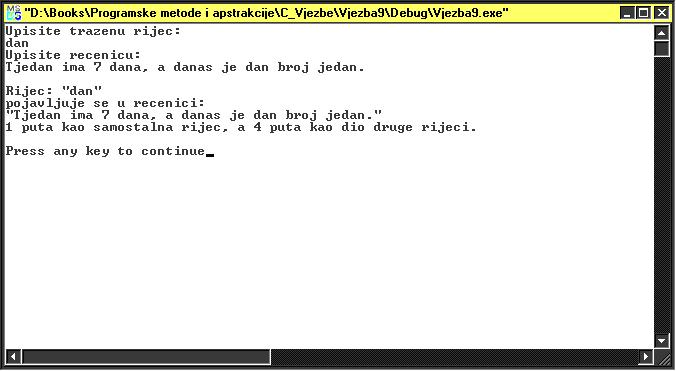 "D:\Books\Programske metode i apstrakcije\C_Vjezbe\Vjezba9\Debug\Vjezba9.exe"
Upisite trazenu rijec:
dan
Upisite recenicu:
Tjedan ima 7 dana, a danas je dan broj jedan.
Rijec: "dan"
pojavljuje se u recenici:
"Tjedan ima 7 dana, a danas je dan broj jedan."
1 puta kao samostalna rijec, a 4 puta kao dio druge rijeci.
Press any key to continue